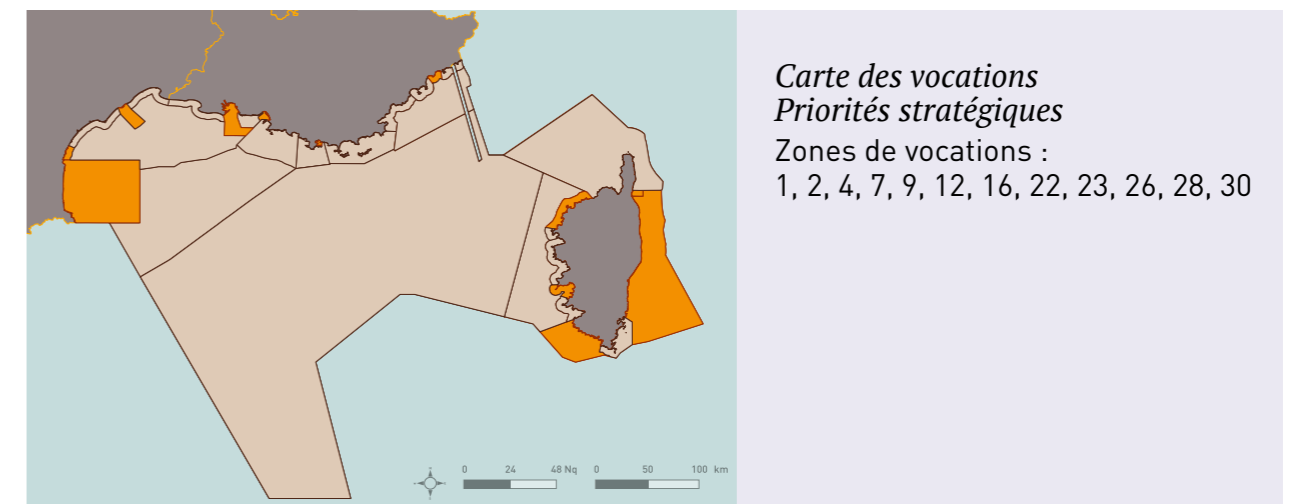 Carte des vocations
Priorités stratégiques
Zones de vocations :
1, 2, 4, 7, 9, 12, 16, 22, 23, 26, 28, 30
0 24 48 Nq 0 50 100 km